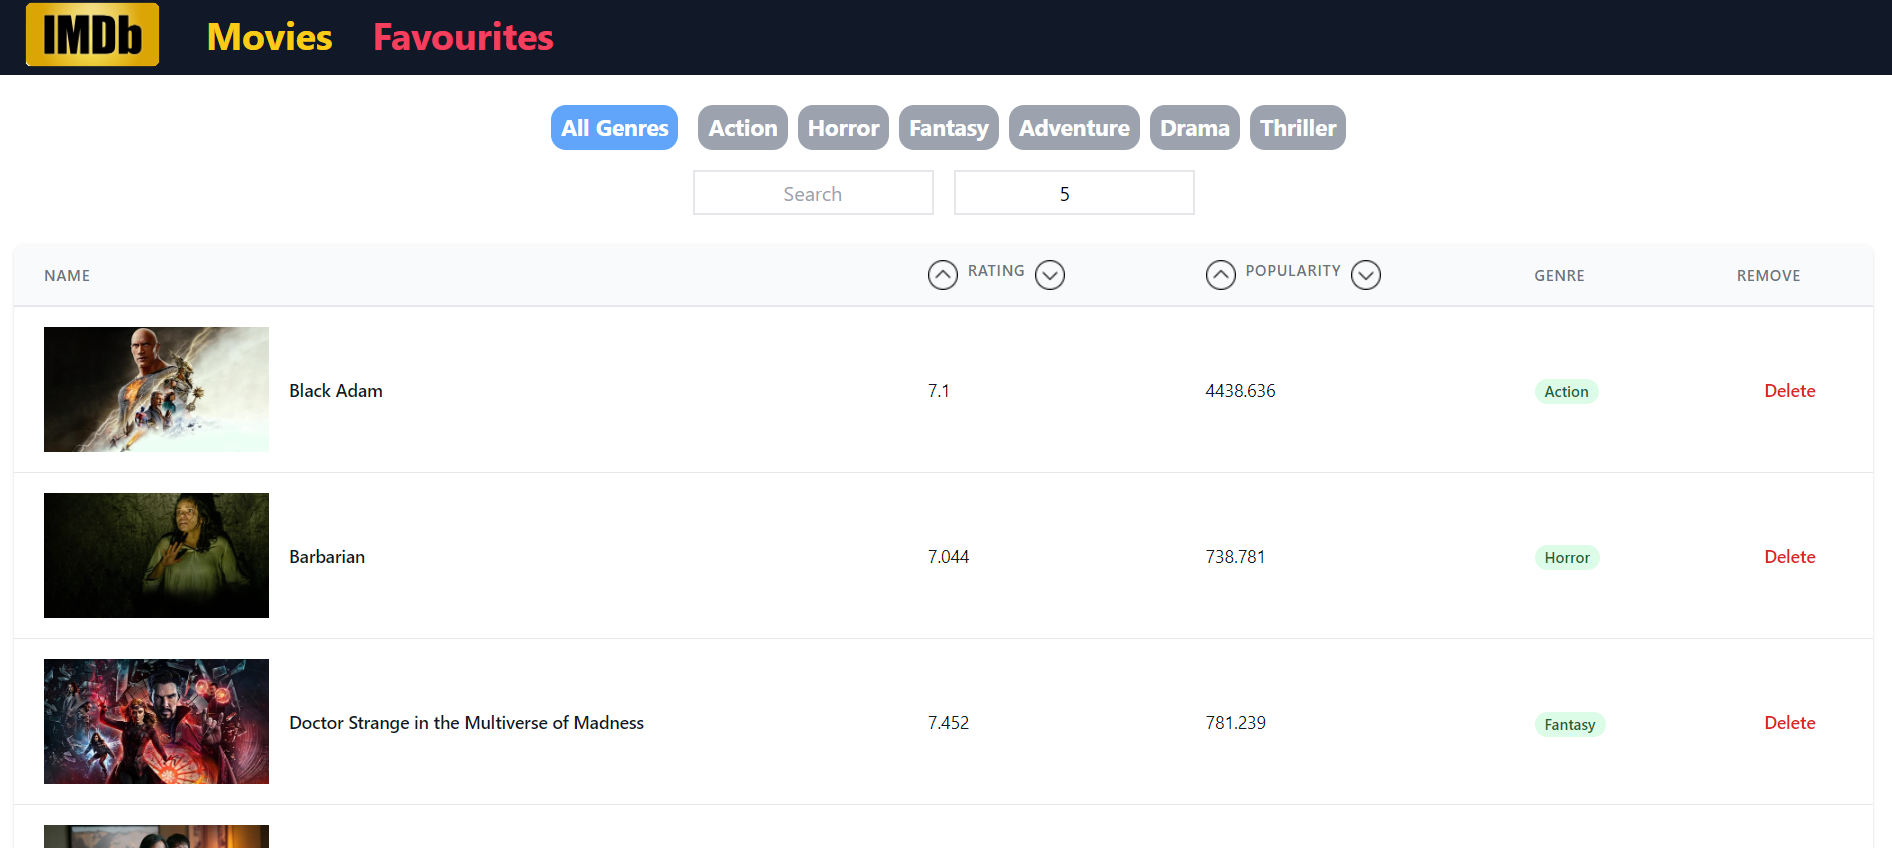 IMDb Movies Favourites
All Genres Action Horror Fantasy Adventure Drama Thriller
Search 5
NAME RATING POPULARITY GENRE REMOVE
Black Adam 7.1 4438.636 Action Delete
Barbarian 7.044 738.781 Horror Delete
Doctor Strange in the Multiverse of Madness 7.452 781.239 Fantasy Delete